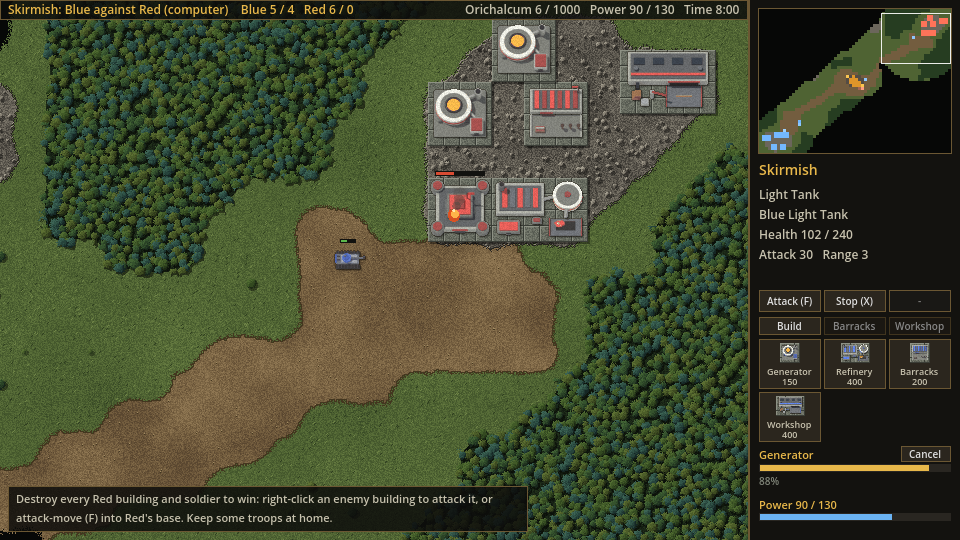 Skirmish: Blue against Red (computer) Blue 5 / 4 Red 6 / 0 Orichalcum 6 / 1000 Power 90 / 130 Time 8:00
Skirmish
Light Tank
Blue Light Tank
Health 102 / 240
Attack 30 Range 3
Attack (F) Stop (X) -
Build Barracks Workshop
Generator Refinery Barracks
150 400 200
Workshop
400
Generator Cancel
88%
Power 90 / 130
Destroy every Red building and soldier to win: right-click an enemy building to attack it, or
attack-move (F) into Red's base. Keep some troops at home.